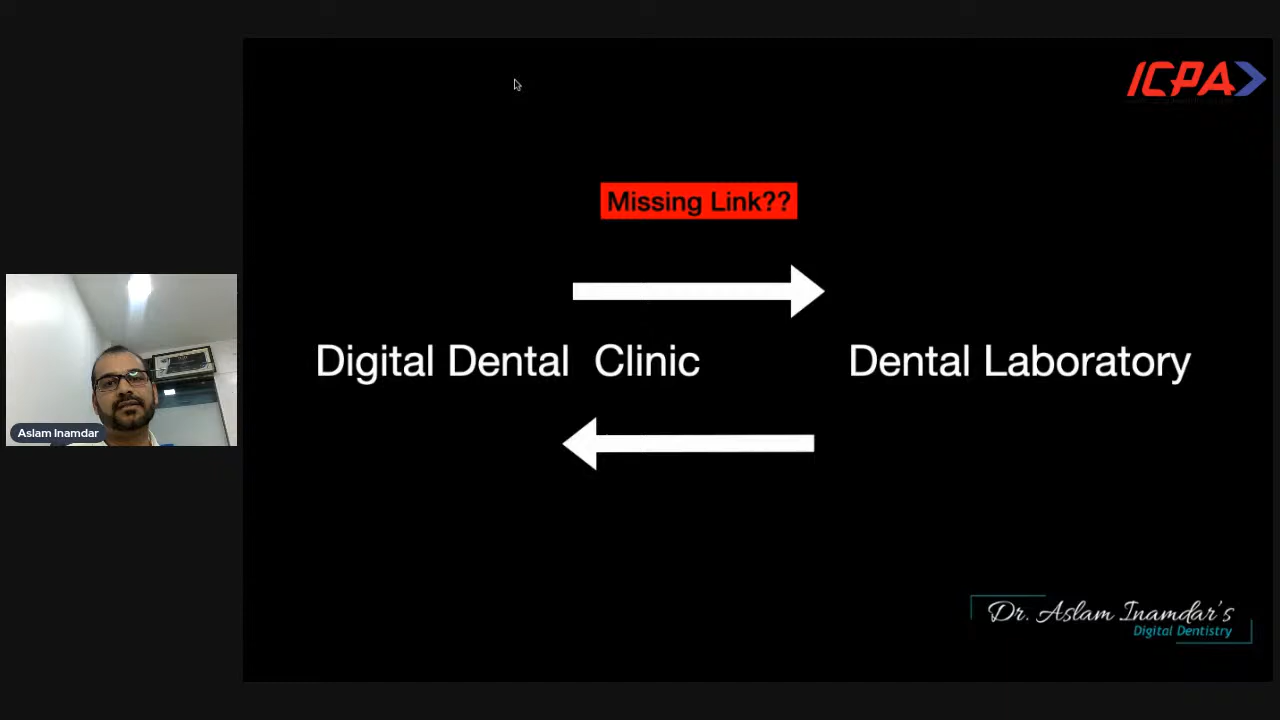 ICPA
Missing Link??
Digital Dental  Clinic
Dental Laboratory
Aslam Inamdar
Dr. Aslam Inamdar's
Digital Dentistry